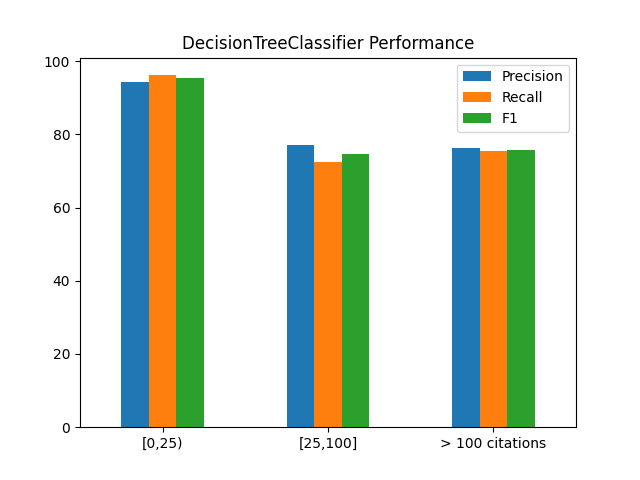 DecisionTreeClassifier Performance
100
80
60
40
20
0
Precision
Recall
F1
[0,25)
[25,100]
> 100 citations